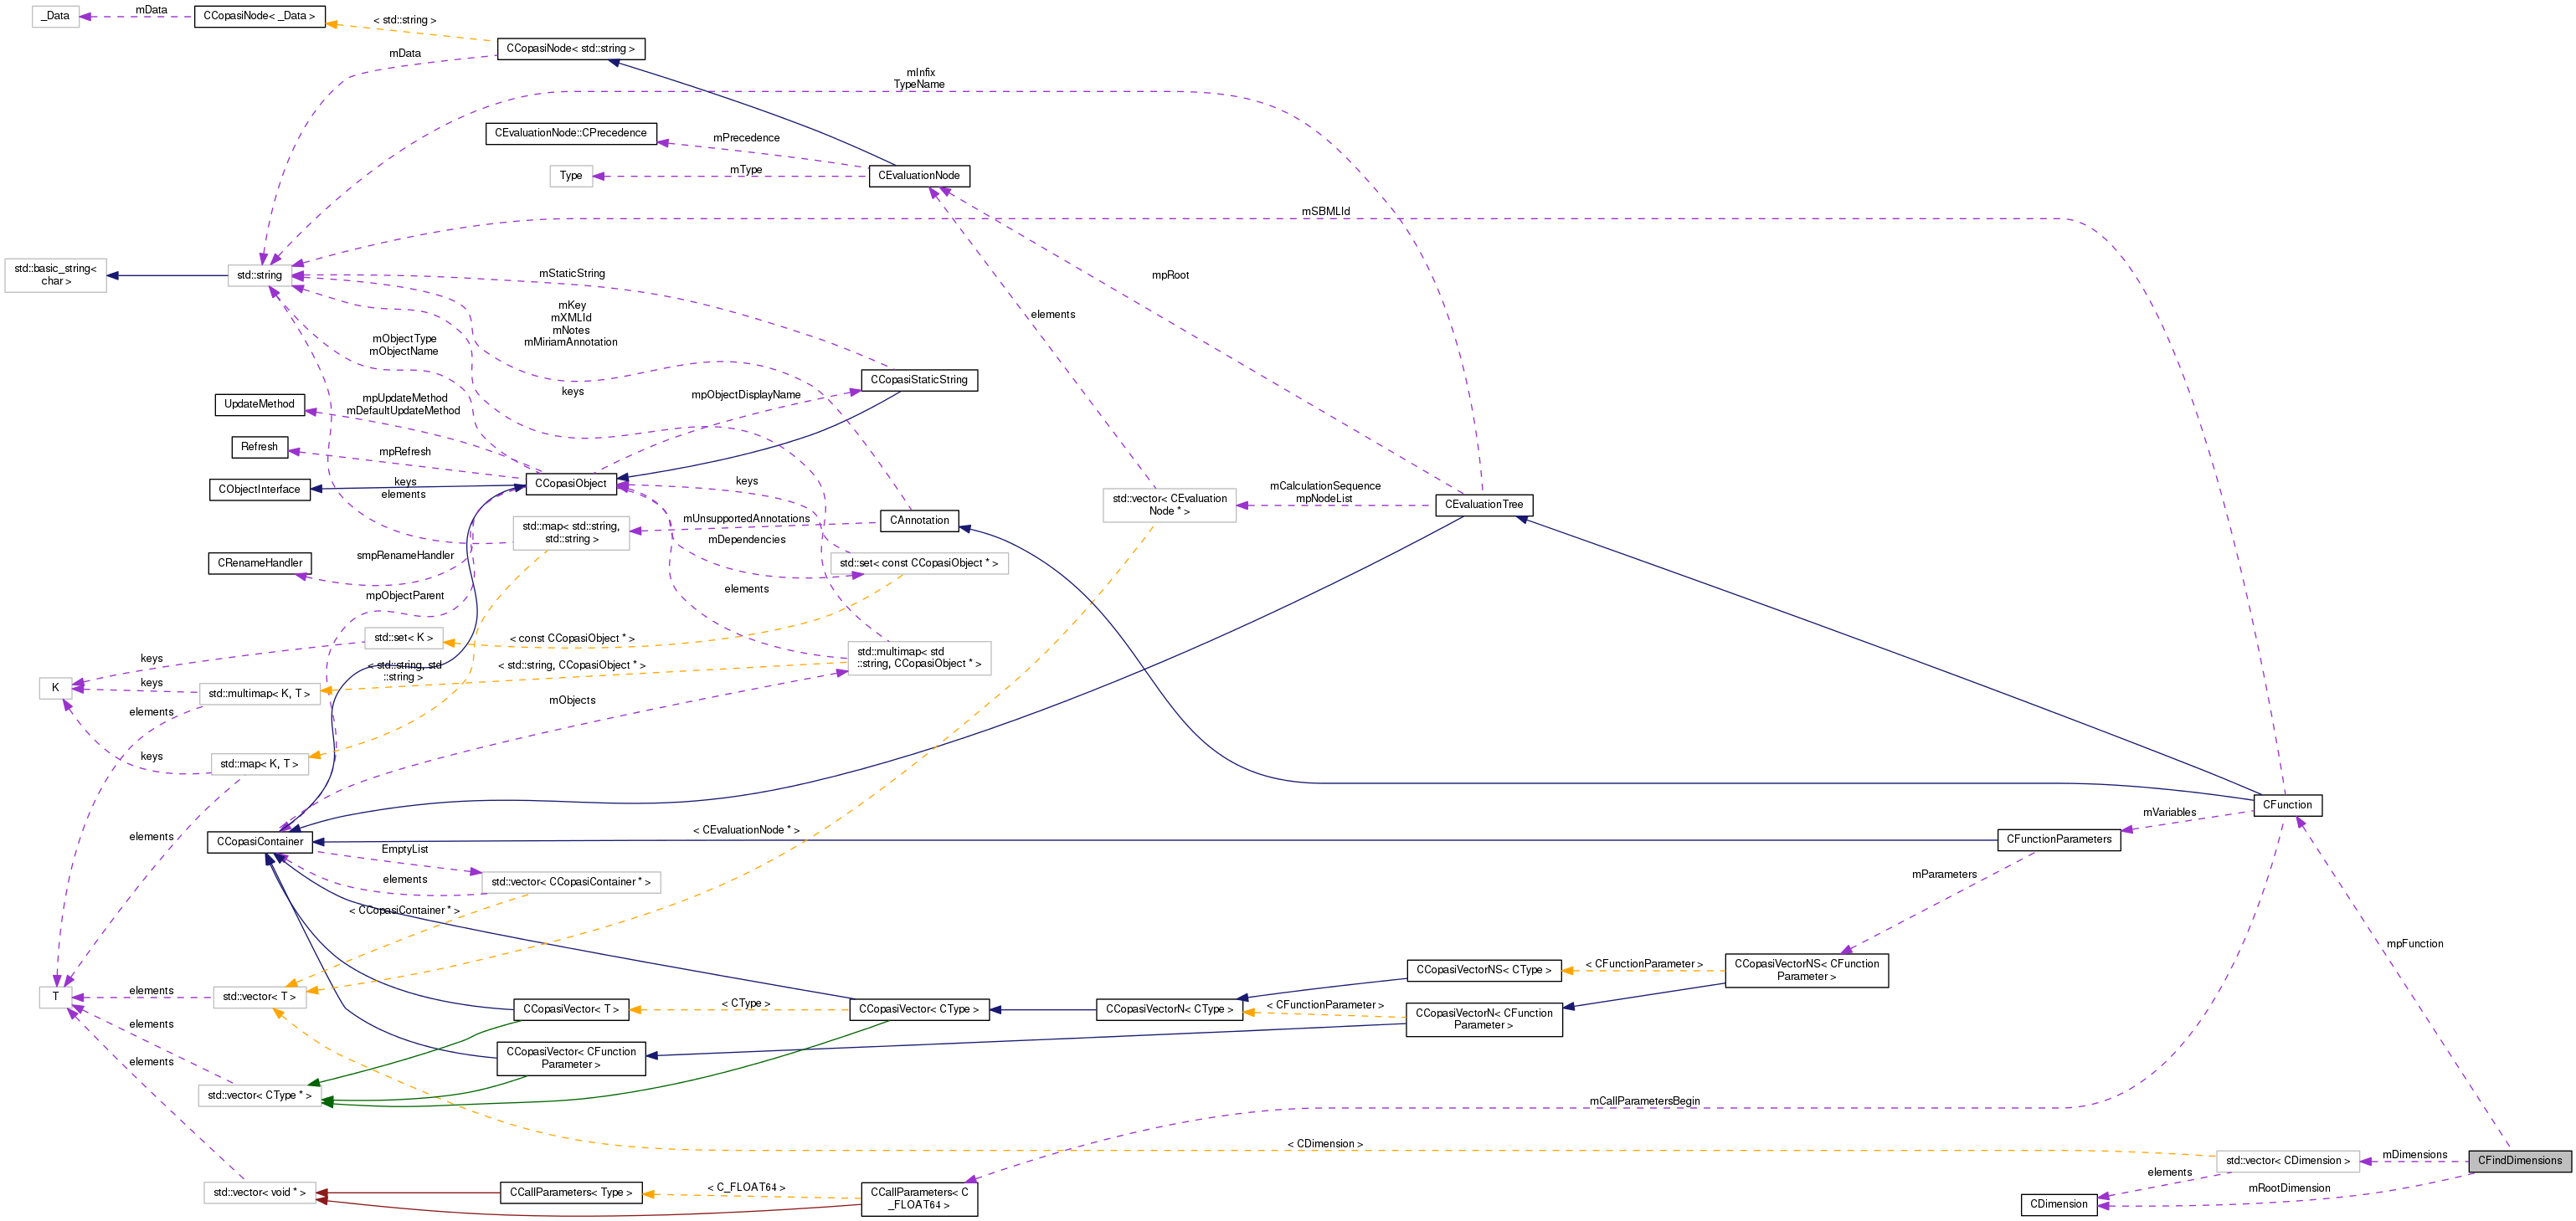 _Data
mData
CCopasiNode< _Data >
< std::string >
CCopasiNode< std::string >
mData
mInfix
TypeName
CEvaluationNode::CPrecedence
mPrecedence
Type
mType
CEvaluationNode
mSBMLId
std::basic_string<
char >
std::string
mStaticString
mpRoot
elements
mKey
mXMLId
mNotes
mMiriamAnnotation
mObjectType
mObjectName
keys
CCopasiStaticString
mpObjectDisplayName
UpdateMethod
mpUpdateMethod
mDefaultUpdateMethod
Refresh
mpRefresh
CObjectInterface
keys
elements
CCopasiObject
keys
std::vector< CEvaluation
Node * >
mCalculationSequence
mpNodeList
CEvaluationTree
std::map< std::string,
std::string >
mUnsupportedAnnotations
CAnnotation
mDependencies
CRenameHandler
smpRenameHandler
std::set< const CCopasiObject * >
mpObjectParent
elements
std::set< K >
< const CCopasiObject * >
std::multimap< std
::string, CCopasiObject * >
keys
< std::string, std
::string >
< std::string, CCopasiObject * >
K
keys
std::multimap< K, T >
elements
mObjects
keys
std::map< K, T >
CFunction
mVariables
elements
CCopasiContainer
< CEvaluationNode * >
CFunctionParameters
EmptyList
elements
std::vector< CCopasiContainer * >
mParameters
< CCopasiContainer * >
mpFunction
CCopasiVectorNS< CType >
< CFunctionParameter >
CCopasiVectorNS< CFunction
Parameter >
T
elements
std::vector< T >
CCopasiVector< T >
< CType >
CCopasiVector< CType >
CCopasiVectorN< CType >
< CFunctionParameter >
CCopasiVectorN< CFunction
Parameter >
elements
CCopasiVector< CFunction
Parameter >
elements
std::vector< CType * >
mCallParametersBegin
< CDimension >
std::vector< CDimension >
mDimensions
CFindDimensions
elements
mRootDimension
std::vector< void * >
CCallParameters< Type >
< C_FLOAT64 >
CCallParameters< C
_FLOAT64 >
CDimension